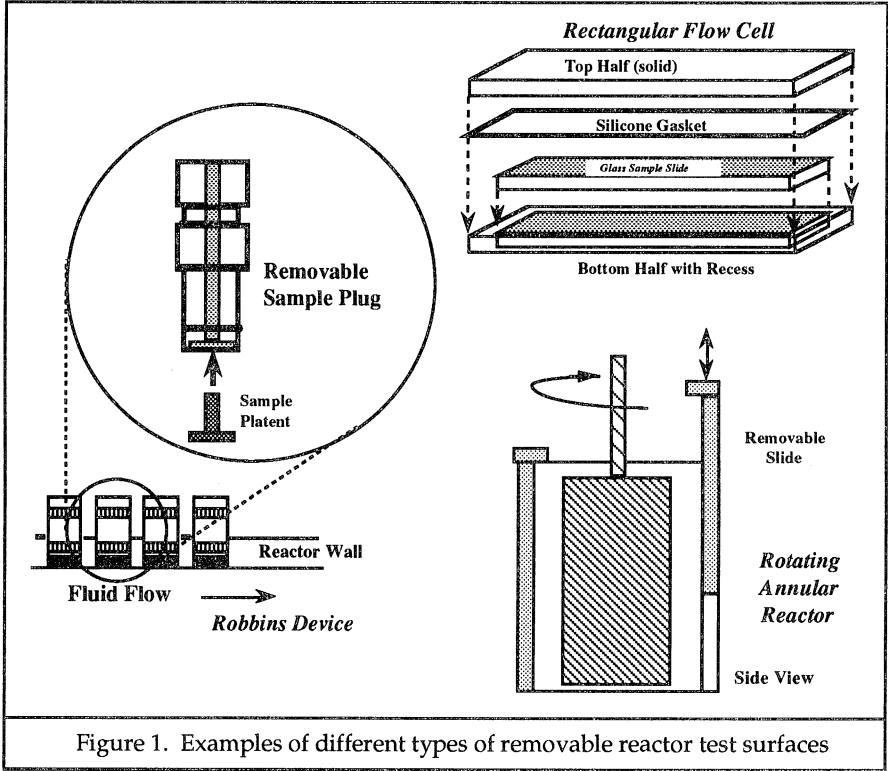 Rectangular Flow Cell
Top Half (solid)
Silicone Gasket
Glass Sample Slide
Bottom Half with Recess
Removable
Sample Plug
Sample
Platent
Reactor Wall
Fluid Flow
Robbins Device
Removable
Slide
Rotating
Annular
Reactor
Side View
Figure 1. Examples of different types of removable reactor test surfaces